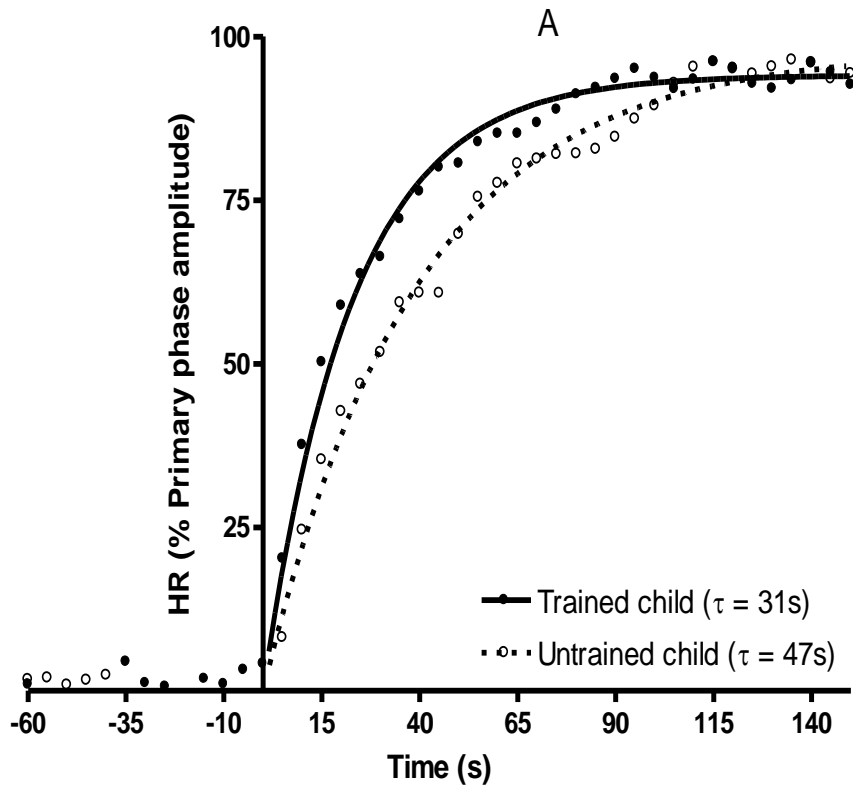 A
100
75
50
25
HR (% Primary phase amplitude)
Trained child (τ = 31s)
Untrained child (τ = 47s)
-60 -35 -10 15 40 65 90 115 140
Time (s)